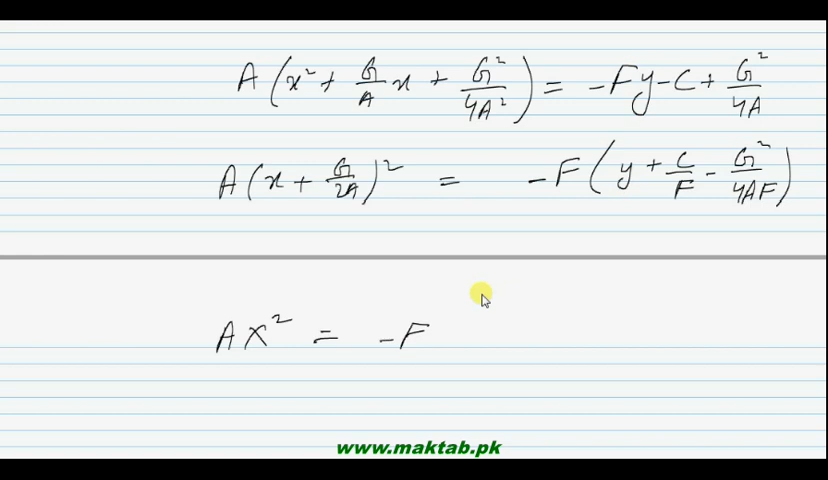 A(x² + G/A x + G²/4A²) = -Fy - C + G²/4A
A(x + G/2A)² = -F(y + C/F - G²/4AF)
AX² = -F
www.maktab.pk